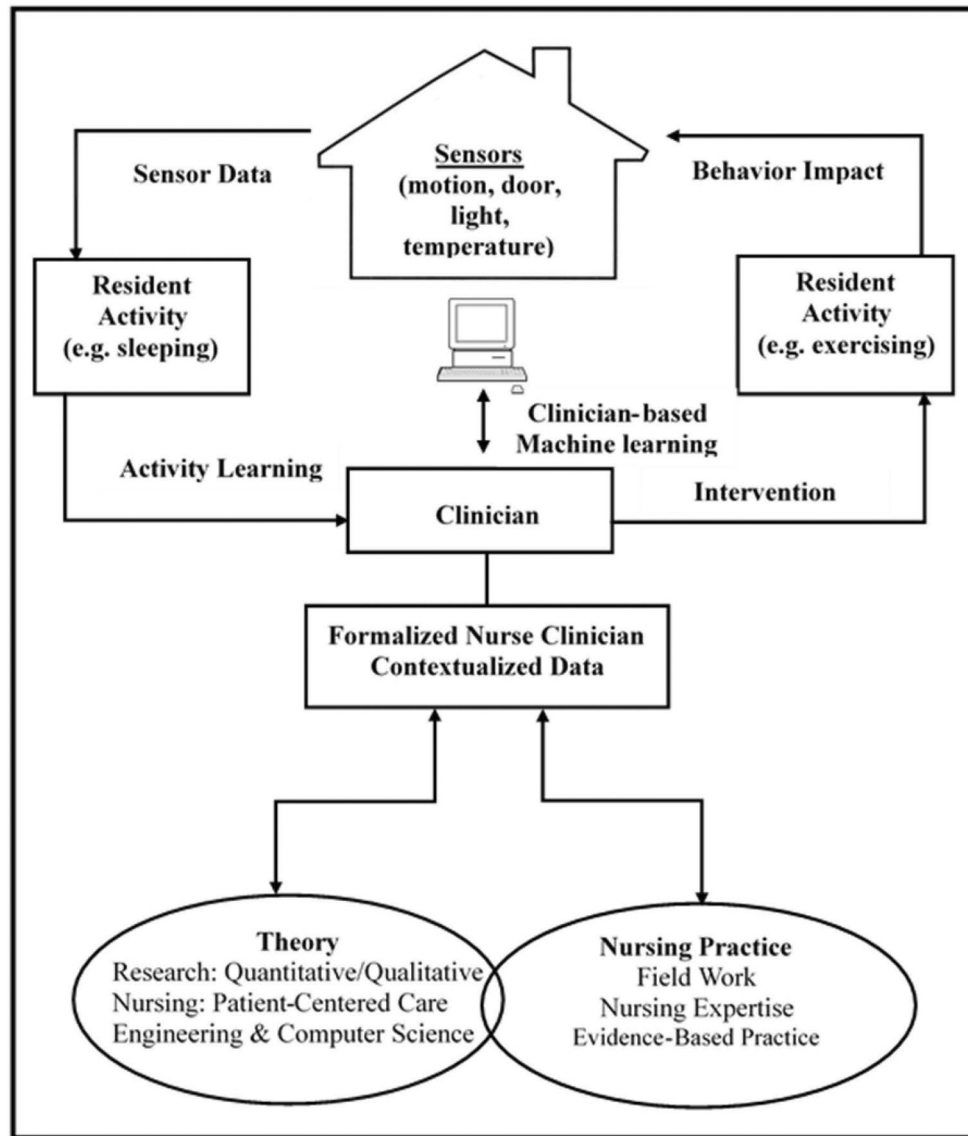 Sensors
(motion, door,
light,
temperature)
Sensor Data
Behavior Impact
Resident
Activity
(e.g. sleeping)
Resident
Activity
(e.g. exercising)
Clinician-based
Machine learning
Activity Learning
Intervention
Clinician
Formalized Nurse Clinician
Contextualized Data
Theory
Research: Quantitative/Qualitative
Nursing: Patient-Centered Care
Engineering & Computer Science
Nursing Practice
Field Work
Nursing Expertise
Evidence-Based Practice